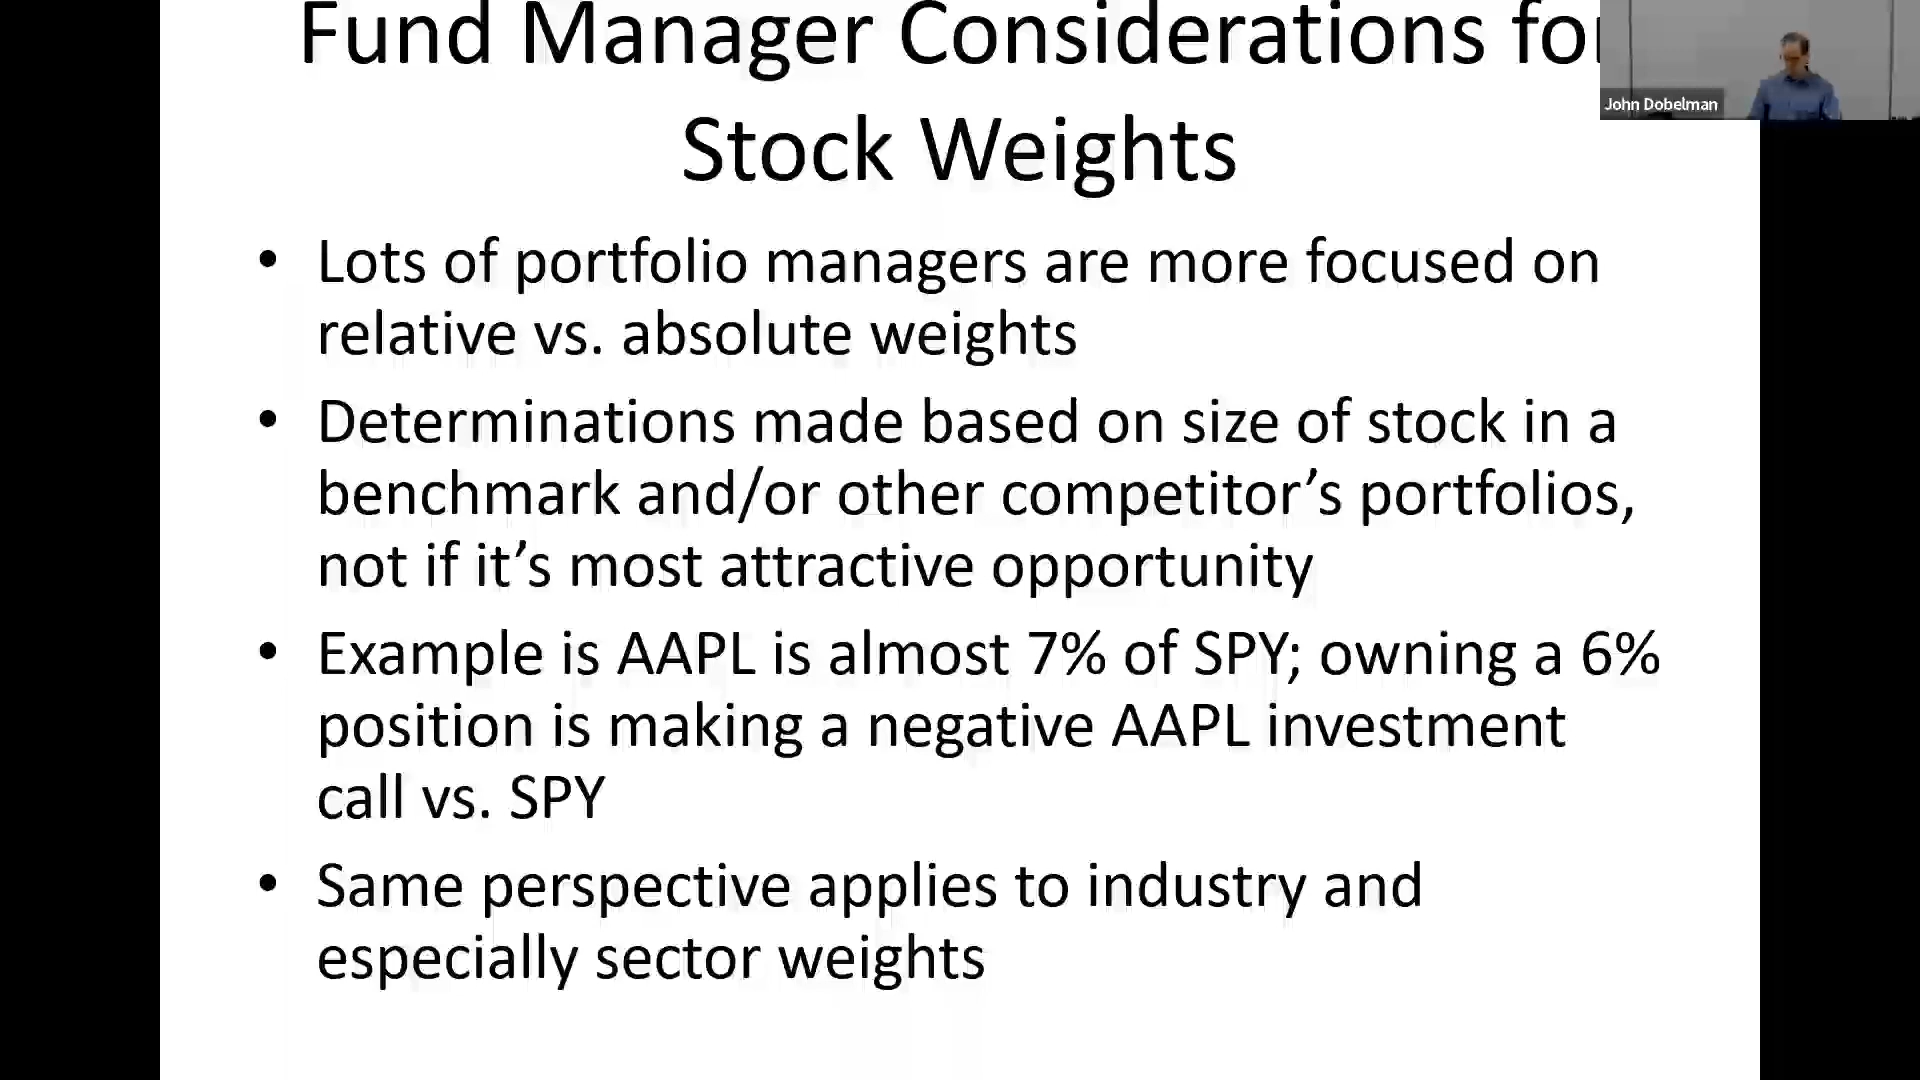 Fund Manager Considerations for
Stock Weights
John Dobelman
• Lots of portfolio managers are more focused on
relative vs. absolute weights
• Determinations made based on size of stock in a
benchmark and/or other competitor’s portfolios,
not if it’s most attractive opportunity
• Example is AAPL is almost 7% of SPY; owning a 6%
position is making a negative AAPL investment
call vs. SPY
• Same perspective applies to industry and
especially sector weights